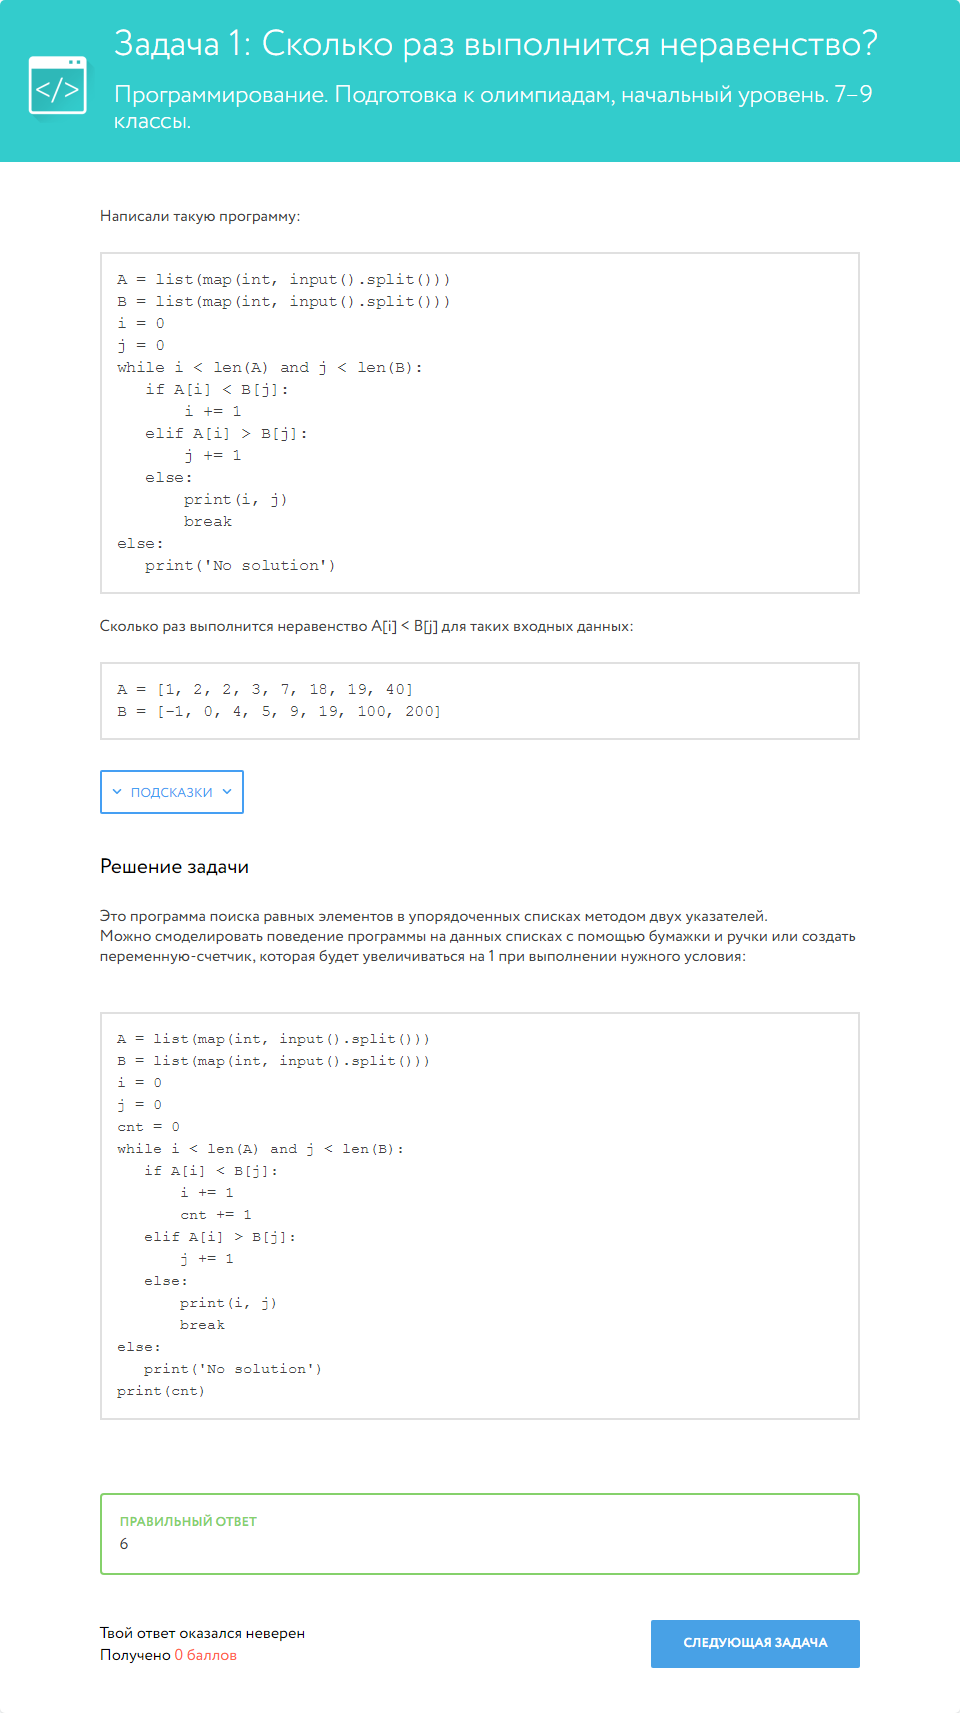 Задача 1: Сколько раз выполнится неравенство?
</>
Программирование. Подготовка к олимпиадам, начальный уровень. 7–9
классы.
Написали такую программу:
A = list(map(int, input().split()))
B = list(map(int, input().split()))
i = 0
j = 0
while i < len(A) and j < len(B):
   if A[i] < B[j]:
       i += 1
   elif A[i] > B[j]:
       j += 1
   else:
       print(i, j)
       break
else:
   print('No solution')
Сколько раз выполнится неравенство A[i] < B[j] для таких входных данных:
A = [1, 2, 2, 3, 7, 18, 19, 40]
B = [-1, 0, 4, 5, 9, 19, 100, 200]
ПОДСКАЗКИ
Решение задачи
Это программа поиска равных элементов в упорядоченных списках методом двух указателей.
Можно смоделировать поведение программы на данных списках с помощью бумажки и ручки или создать
переменную-счетчик, которая будет увеличиваться на 1 при выполнении нужного условия:
A = list(map(int, input().split()))
B = list(map(int, input().split()))
i = 0
j = 0
cnt = 0
while i < len(A) and j < len(B):
   if A[i] < B[j]:
       i += 1
       cnt += 1
   elif A[i] > B[j]:
       j += 1
   else:
       print(i, j)
       break
else:
   print('No solution')
print(cnt)
ПРАВИЛЬНЫЙ ОТВЕТ
6
Твой ответ оказался неверен
Получено 0 баллов
СЛЕДУЮЩАЯ ЗАДАЧА